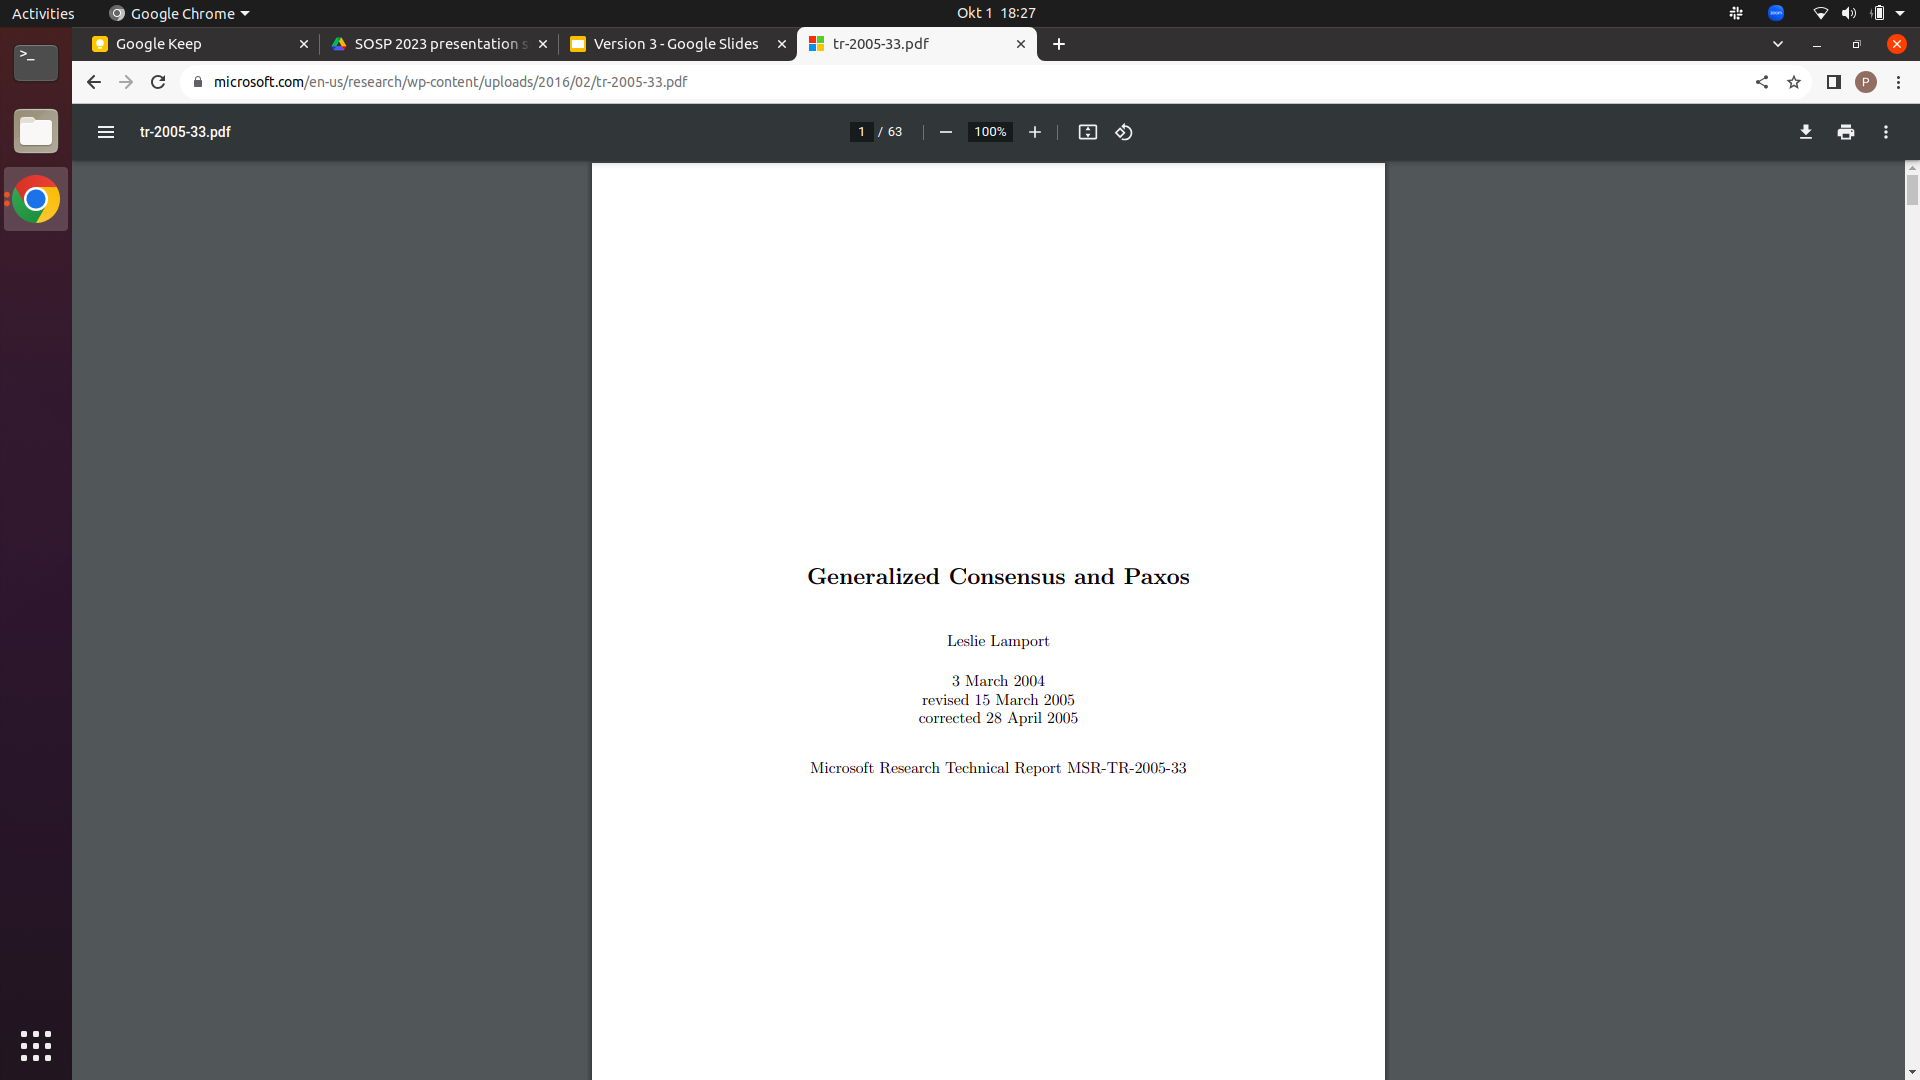 Activities
Google Chrome
Okt 1 18:27
zoom
Google Keep
SOSP 2023 presentation s
Version 3 - Google Slides
tr-2005-33.pdf
microsoft.com/en-us/research/wp-content/uploads/2016/02/tr-2005-33.pdf
P
tr-2005-33.pdf
1 / 63
100%
Generalized Consensus and Paxos
Leslie Lamport
3 March 2004
revised 15 March 2005
corrected 28 April 2005
Microsoft Research Technical Report MSR-TR-2005-33